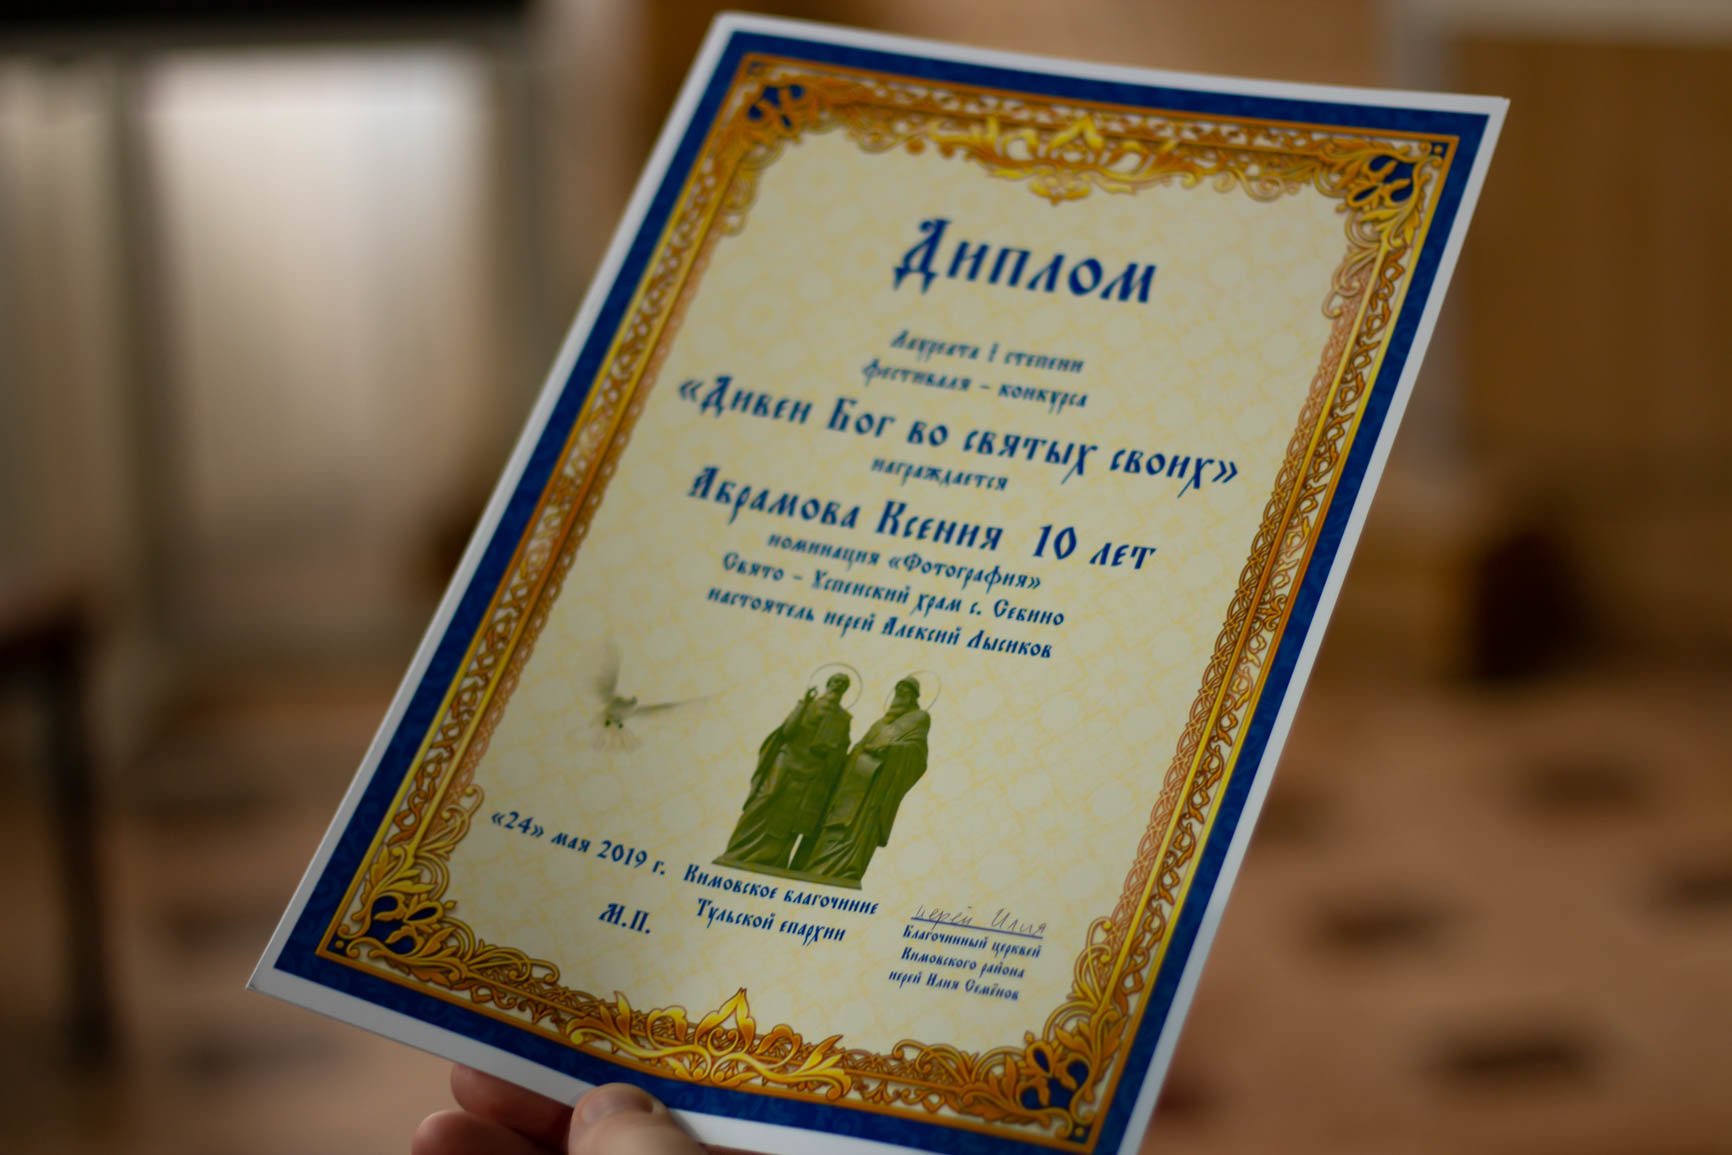 Диплом
Лауреата I степени
фестиваля – конкурса
«Дивен Бог во святых своих»
награждается
Абрамова Ксения 10 лет
номинация «Фотография»
Свято – Успенский храм с. Себино
настоятель иерей Алексий Лысиков
«24» мая 2019 г.
М.П.
Кимовское благочиние
Тульской епархии
иерей Илия
Благочинный церквей
Кимовского района
иерей Илия Семёнов